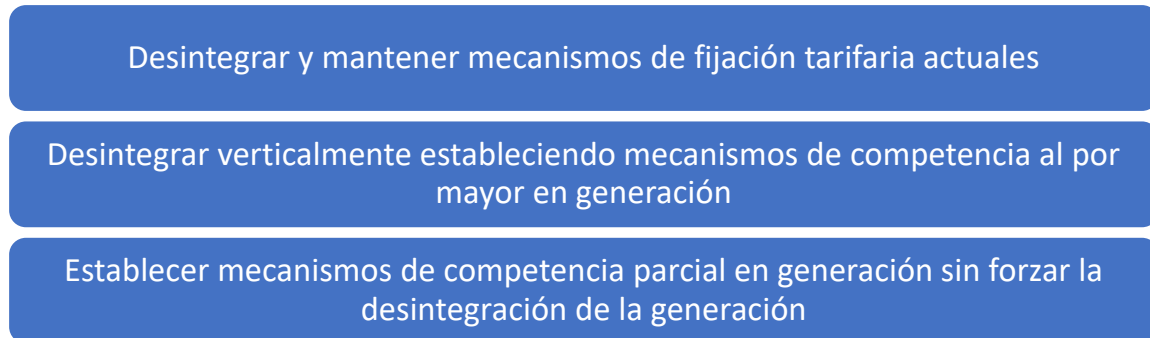 Desintegrar y mantener mecanismos de fijación tarifaria actuales
Desintegrar verticalmente estableciendo mecanismos de competencia al por
mayor en generación
Establecer mecanismos de competencia parcial en generación sin forzar la
desintegración de la generación